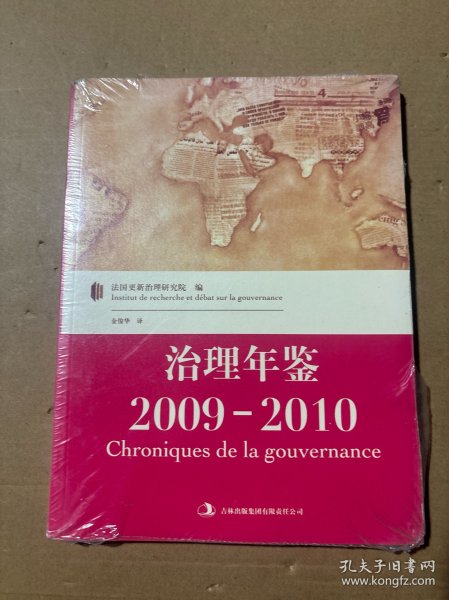 4
法国更新治理研究院 编
Institut de recherche et débat sur la gouvernance
金俊华 译
治理年鉴
2009-2010
Chroniques de la gouvernance
吉林出版集团有限责任公司
孔夫子旧书网
www.kongfz.com